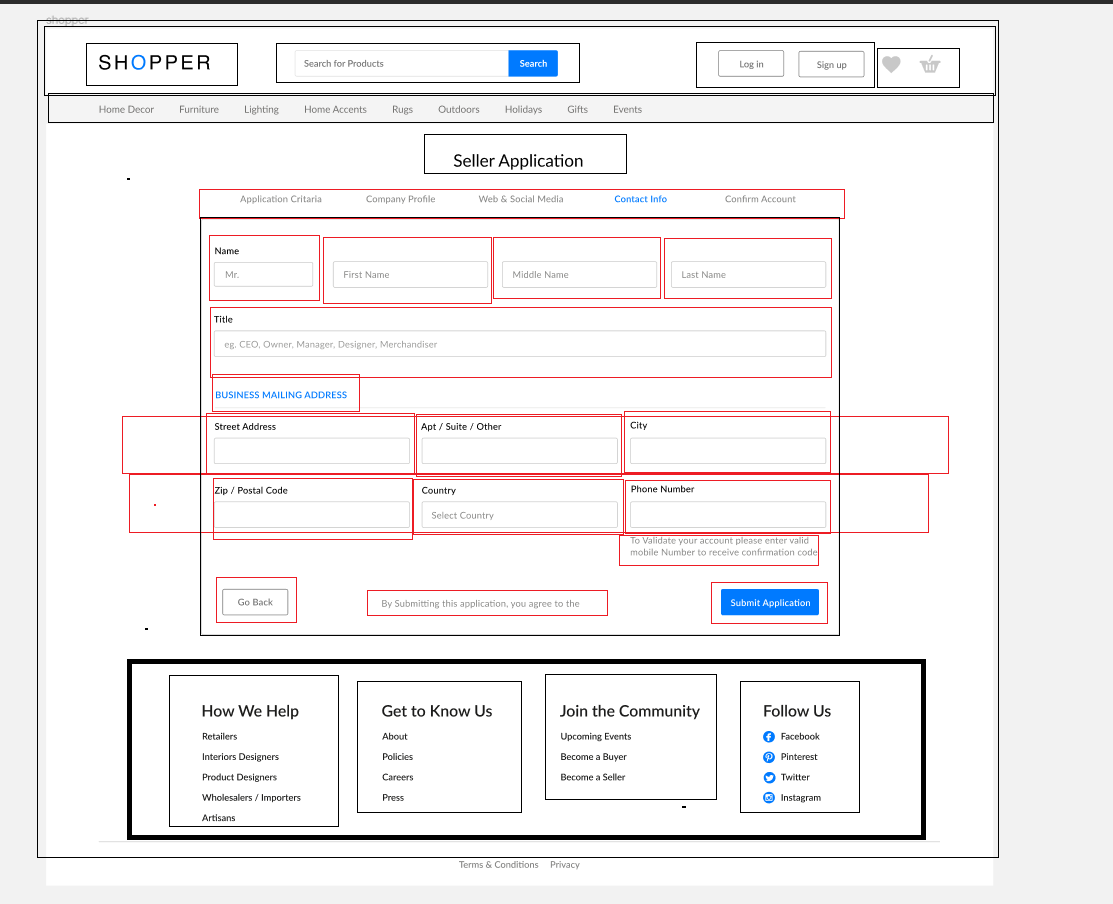 shopper
SHOPPER
Search for Products Search
Log in Sign up
Home Decor Furniture Lighting Home Accents Rugs Outdoors Holidays Gifts Events
Seller Application
Application Critaria Company Profile Web & Social Media Contact Info Confirm Account
Name
Mr. First Name Middle Name Last Name
Title
eg. CEO, Owner, Manager, Designer, Merchandiser
BUSINESS MAILING ADDRESS
Street Address Apt / Suite / Other City
Zip / Postal Code Country Phone Number
Select Country
To Validate your account please enter valid
mobile Number to receive confirmation code
Go Back By Submitting this application, you agree to the Submit Application
How We Help
Retailers
Interiors Designers
Product Designers
Wholesalers / Importers
Artisans
Get to Know Us
About
Policies
Careers
Press
Join the Community
Upcoming Events
Become a Buyer
Become a Seller
Follow Us
Facebook
Pinterest
Twitter
Instagram
Terms & Conditions Privacy